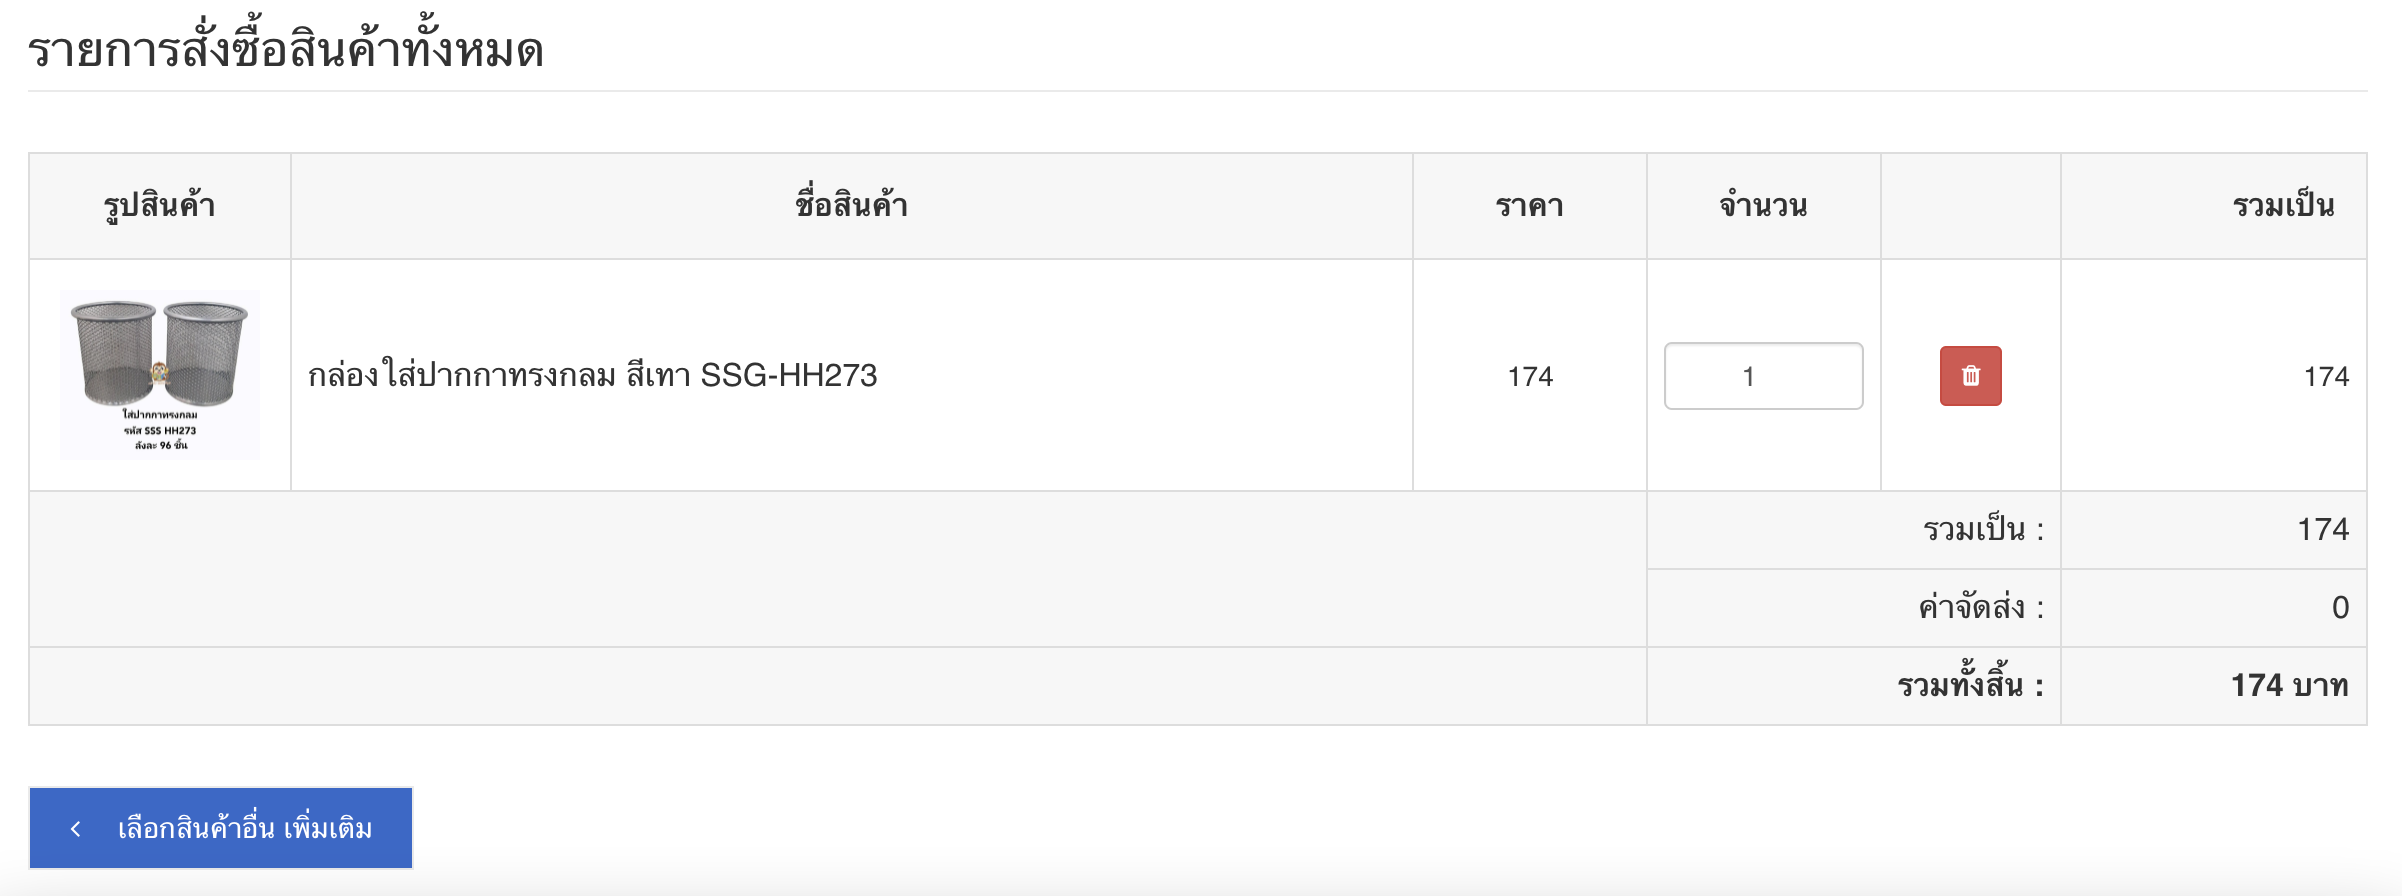 รายการสั่งซื้อสินค้าทั้งหมด
รูปสินค้า ชื่อสินค้า ราคา จำนวน รวมเป็น
ใส่ปากกาทรงกลม
รหัส SSS HH273
ลังละ 96 ชิ้น
กล่องใส่ปากกาทรงกลม สีเทา SSG-HH273 174 1 174
รวมเป็น : 174
ค่าจัดส่ง : 0
รวมทั้งสิ้น : 174 บาท
เลือกสินค้าอื่น เพิ่มเติม